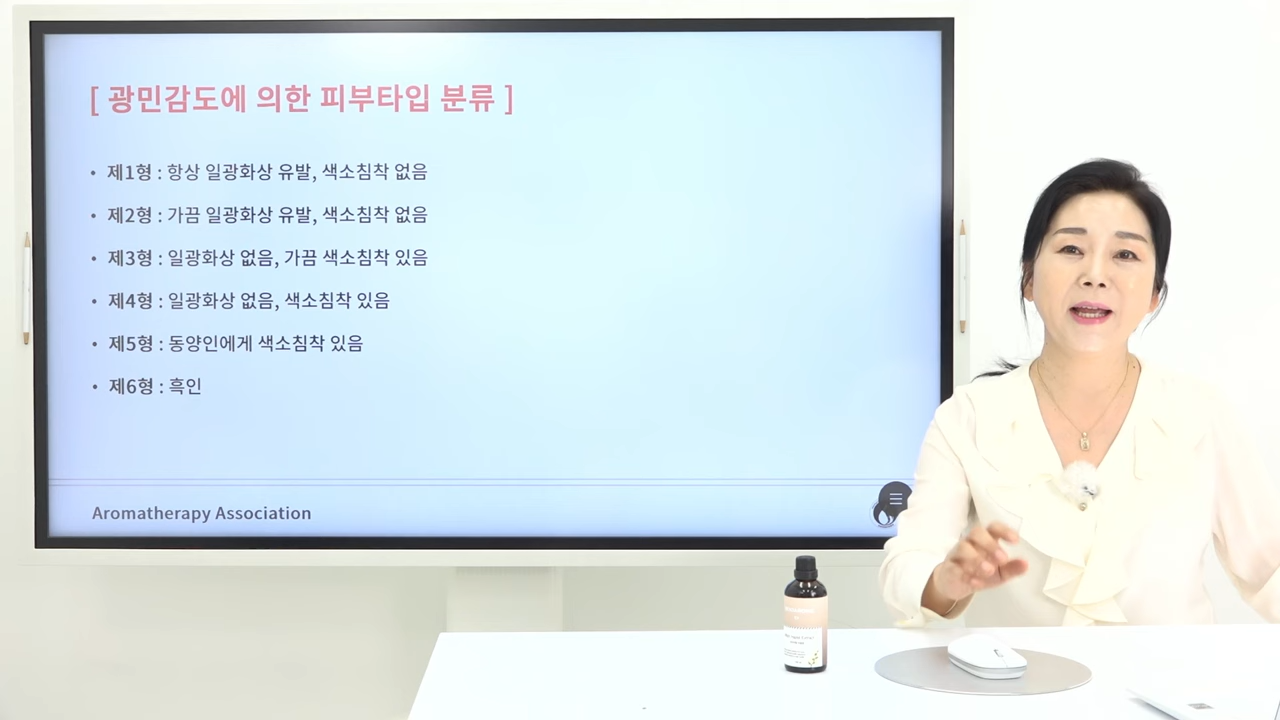 [ 광민감도에 의한 피부타입 분류 ]
• 제1형 : 항상 일광화상 유발, 색소침착 없음
• 제2형 : 가끔 일광화상 유발, 색소침착 없음
• 제3형 : 일광화상 없음, 가끔 색소침착 있음
• 제4형 : 일광화상 없음, 색소침착 있음
• 제5형 : 동양인에게 색소침착 있음
• 제6형 : 흑인
Aromatherapy Association